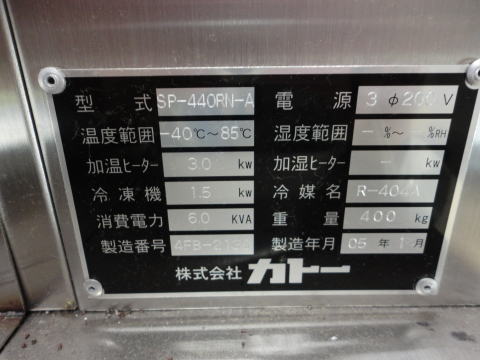 型式 SP-440RN-A 電源 3φ200V
温度範囲 -40℃~85℃ 湿度範囲 -%~-%RH
加温ヒーター 3.0 kw 加湿ヒーター - kw
冷凍機 1.5 kw 冷媒名 R-404A
消費電力 6.0 KVA 重量 400 kg
製造番号 製造年月 05年1月
株式会社 カトー